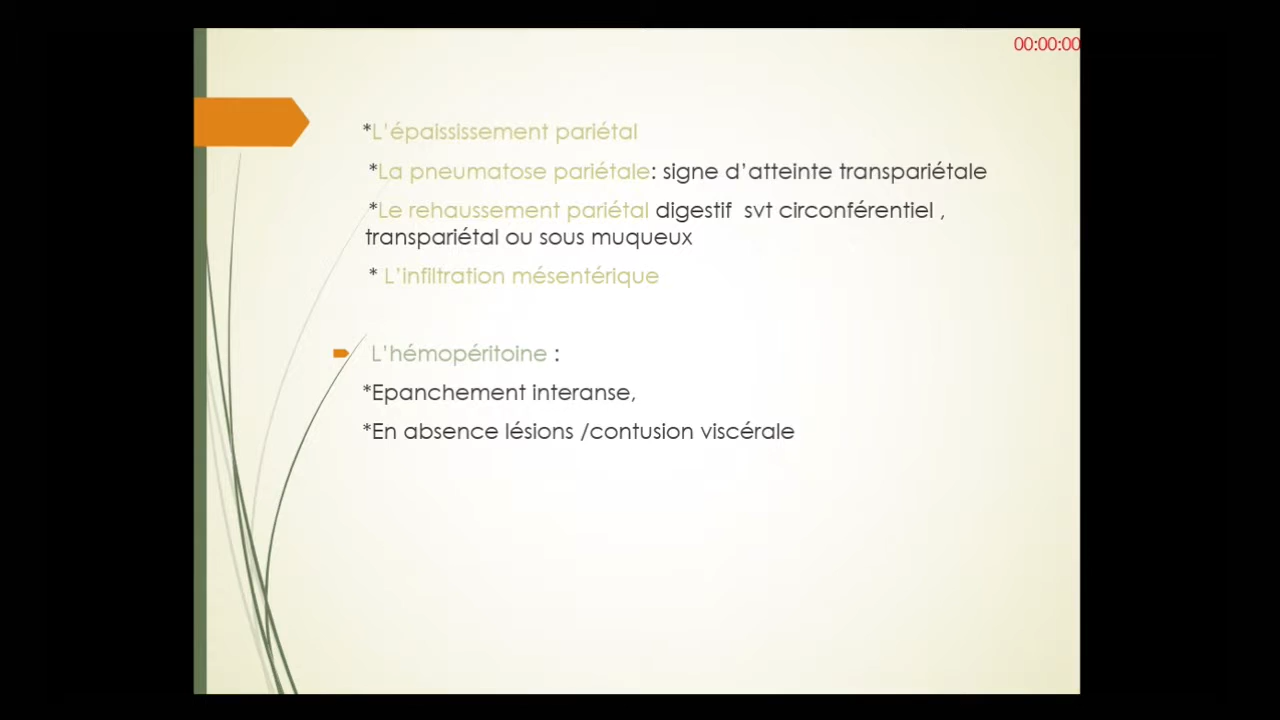 00:00:00
*L'épaississement pariétal
*La pneumatose pariétale: signe d'atteinte transpariétale
*Le rehaussement pariétal digestif svt circonférentiel ,
transpariétal ou sous muqueux
* L'infiltration mésentérique
L'hémopéritoine :
*Epanchement interanse,
*En absence lésions /contusion viscérale